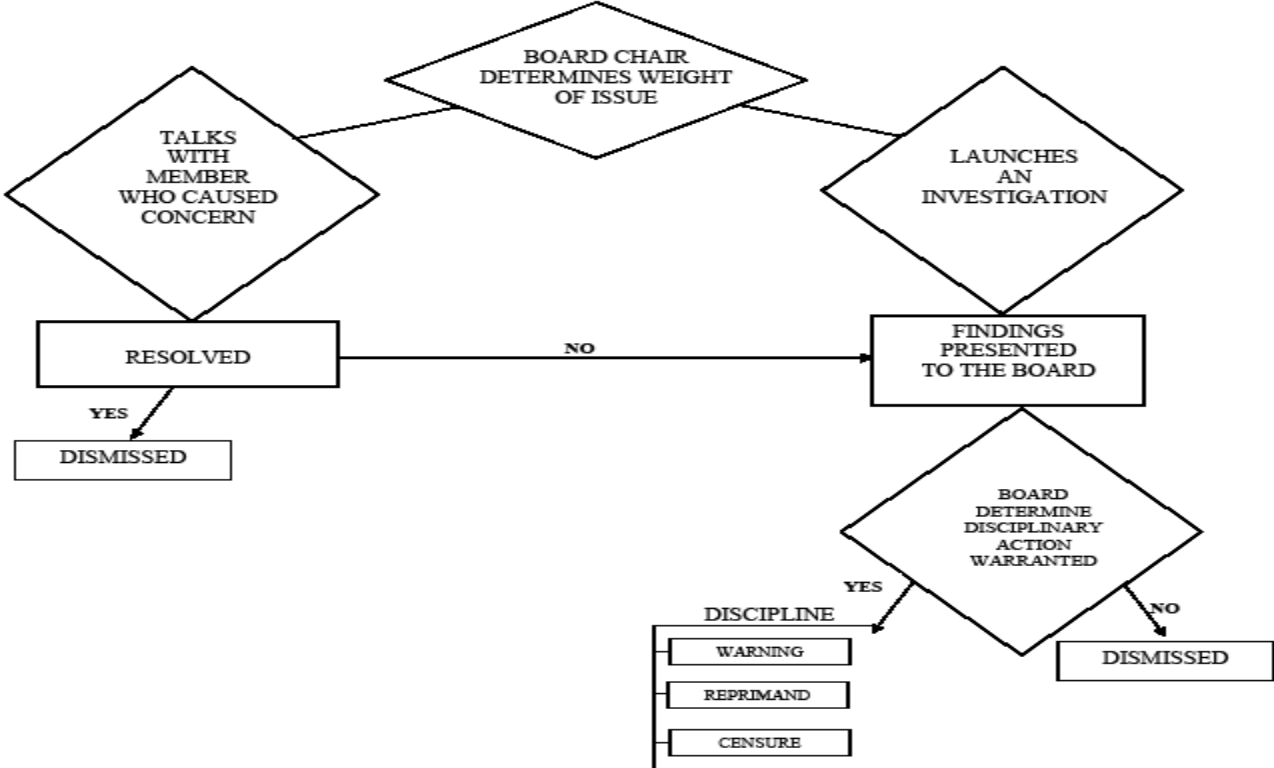 BOARD CHAIR
DETERMINES WEIGHT
OF ISSUE
TALKS
WITH
MEMBER
WHO CAUSED
CONCERN
LAUNCHES
AN
INVESTIGATION
RESOLVED
NO
FINDINGS
PRESENTED
TO THE BOARD
YES
DISMISSED
BOARD
DETERMINE
DISCIPLINARY
ACTION
WARRANTED
YES
NO
DISCIPLINE
WARNING
REPRIMAND
CENSURE
DISMISSED